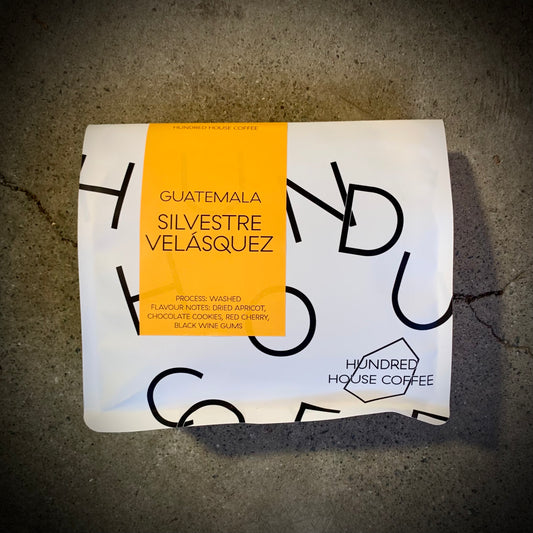 HUNDRED HOUSE COFFEE
GUATEMALA
SILVESTRE
VELÁSQUEZ
PROCESS: WASHED
FLAVOUR NOTES: DRIED APRICOT,
CHOCOLATE COOKIES, RED CHERRY,
BLACK WINE GUMS
H N D
H O U
C O F F E
HUNDRED
HOUSE COFFEE